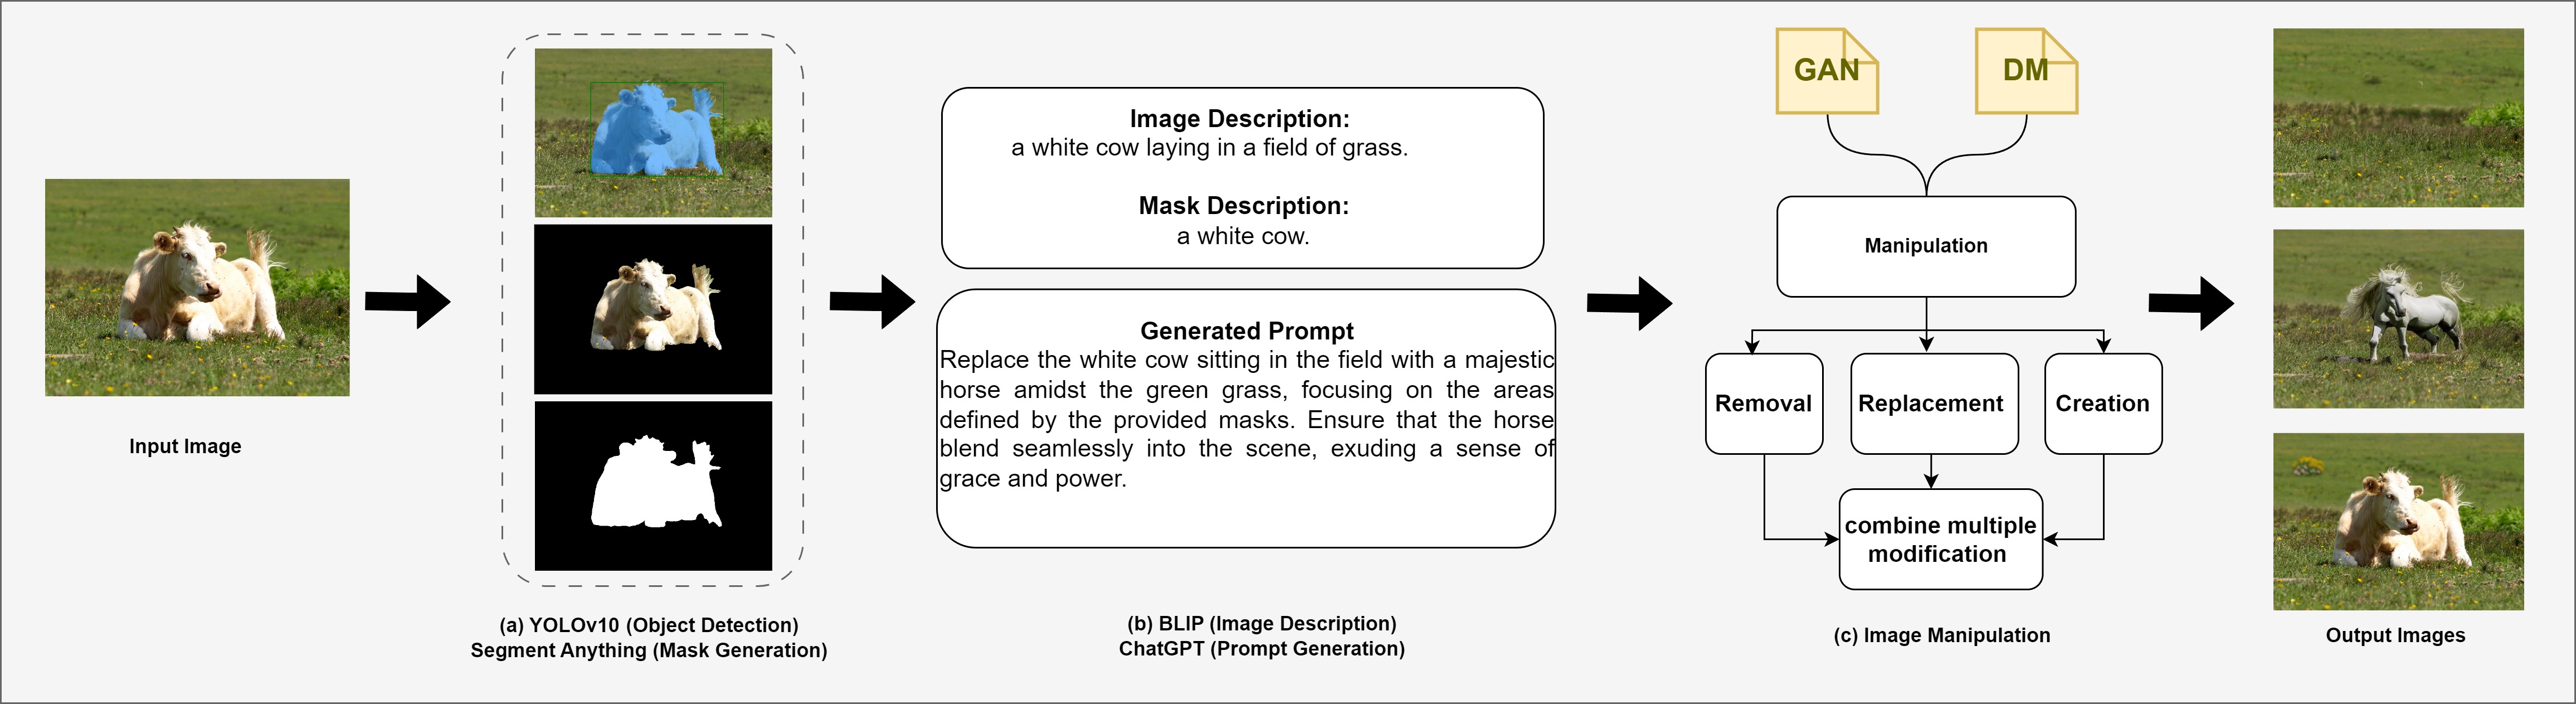 Input Image
(a) YOLOv10 (Object Detection)
Segment Anything (Mask Generation)
Image Description:
a white cow laying in a field of grass.
Mask Description:
a white cow.
Generated Prompt
Replace the white cow sitting in the field with a majestic
horse amidst the green grass, focusing on the areas
defined by the provided masks. Ensure that the horse
blend seamlessly into the scene, exuding a sense of
grace and power.
(b) BLIP (Image Description)
ChatGPT (Prompt Generation)
GAN
DM
Manipulation
Removal
Replacement
Creation
combine multiple
modification
(c) Image Manipulation
Output Images